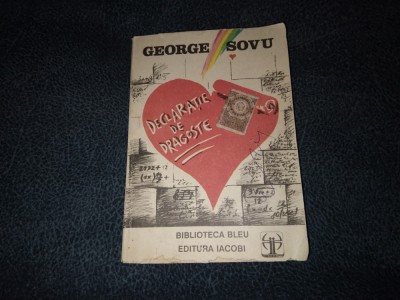 GEORGE SOVU
DECLARAȚIE
DE
DRAGOSTE
BIBLIOTECA BLEU
EDITURA IACOBI